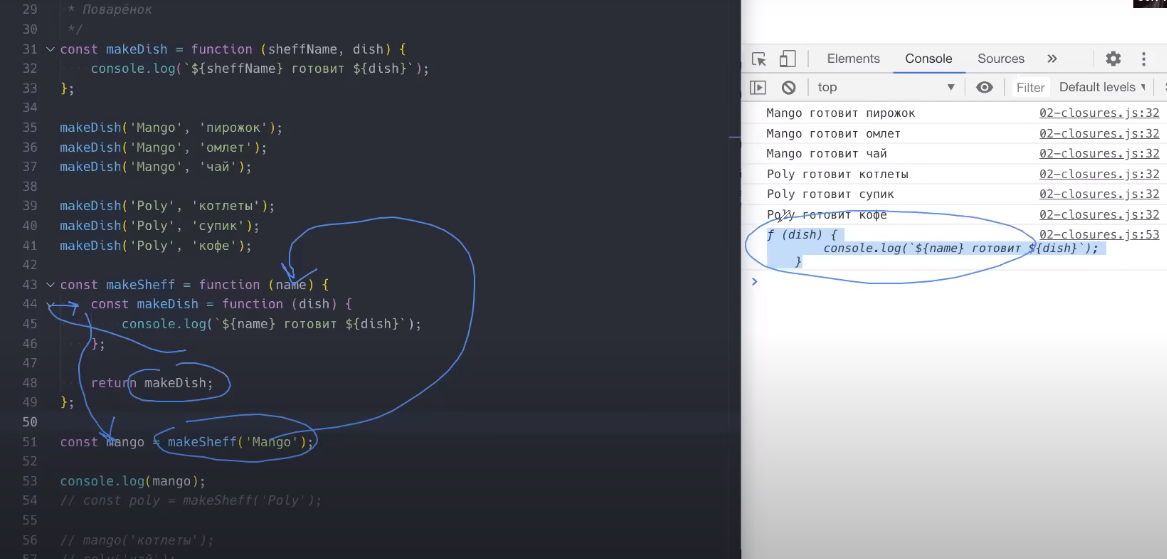 29 * Поварёнок
30 */
31 const makeDish = function (sheffName, dish) {
32 console.log(`${sheffName} готовит ${dish}`);
33 };
34
35 makeDish('Mango', 'пирожок');
36 makeDish('Mango', 'омлет');
37 makeDish('Mango', 'чай');
38
39 makeDish('Poly', 'котлеты');
40 makeDish('Poly', 'супик');
41 makeDish('Poly', 'кофе');
42
43 const makeSheff = function (name) {
44 const makeDish = function (dish) {
45 console.log(`${name} готовит ${dish}`);
46 };
47
48 return makeDish;
49 };
50
51 const mango = makeSheff('Mango');
52
53 console.log(mango);
54 // const poly = makeSheff('Poly');
55
56 // mango('котлеты');
57 // poly('чай');
Elements Console Sources »
top Filter Default levels
Mango готовит пирожок 02-closures.js:32
Mango готовит омлет 02-closures.js:32
Mango готовит чай 02-closures.js:32
Poly готовит котлеты 02-closures.js:32
Poly готовит супик 02-closures.js:32
Poly готовит кофе 02-closures.js:32
ƒ (dish) { 02-closures.js:53
console.log(`${name} готовит ${dish}`);
}
>